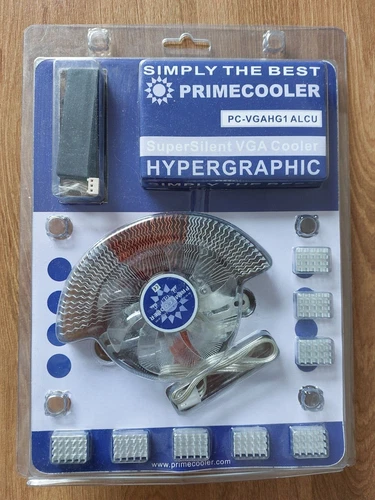 SIMPLY THE BEST
PRIMECOOLER
PC-VGAHG1 ALCU
SuperSilent VGA Cooler
HYPERGRAPHIC
SIMPLY THE BEST
www.primecooler.com